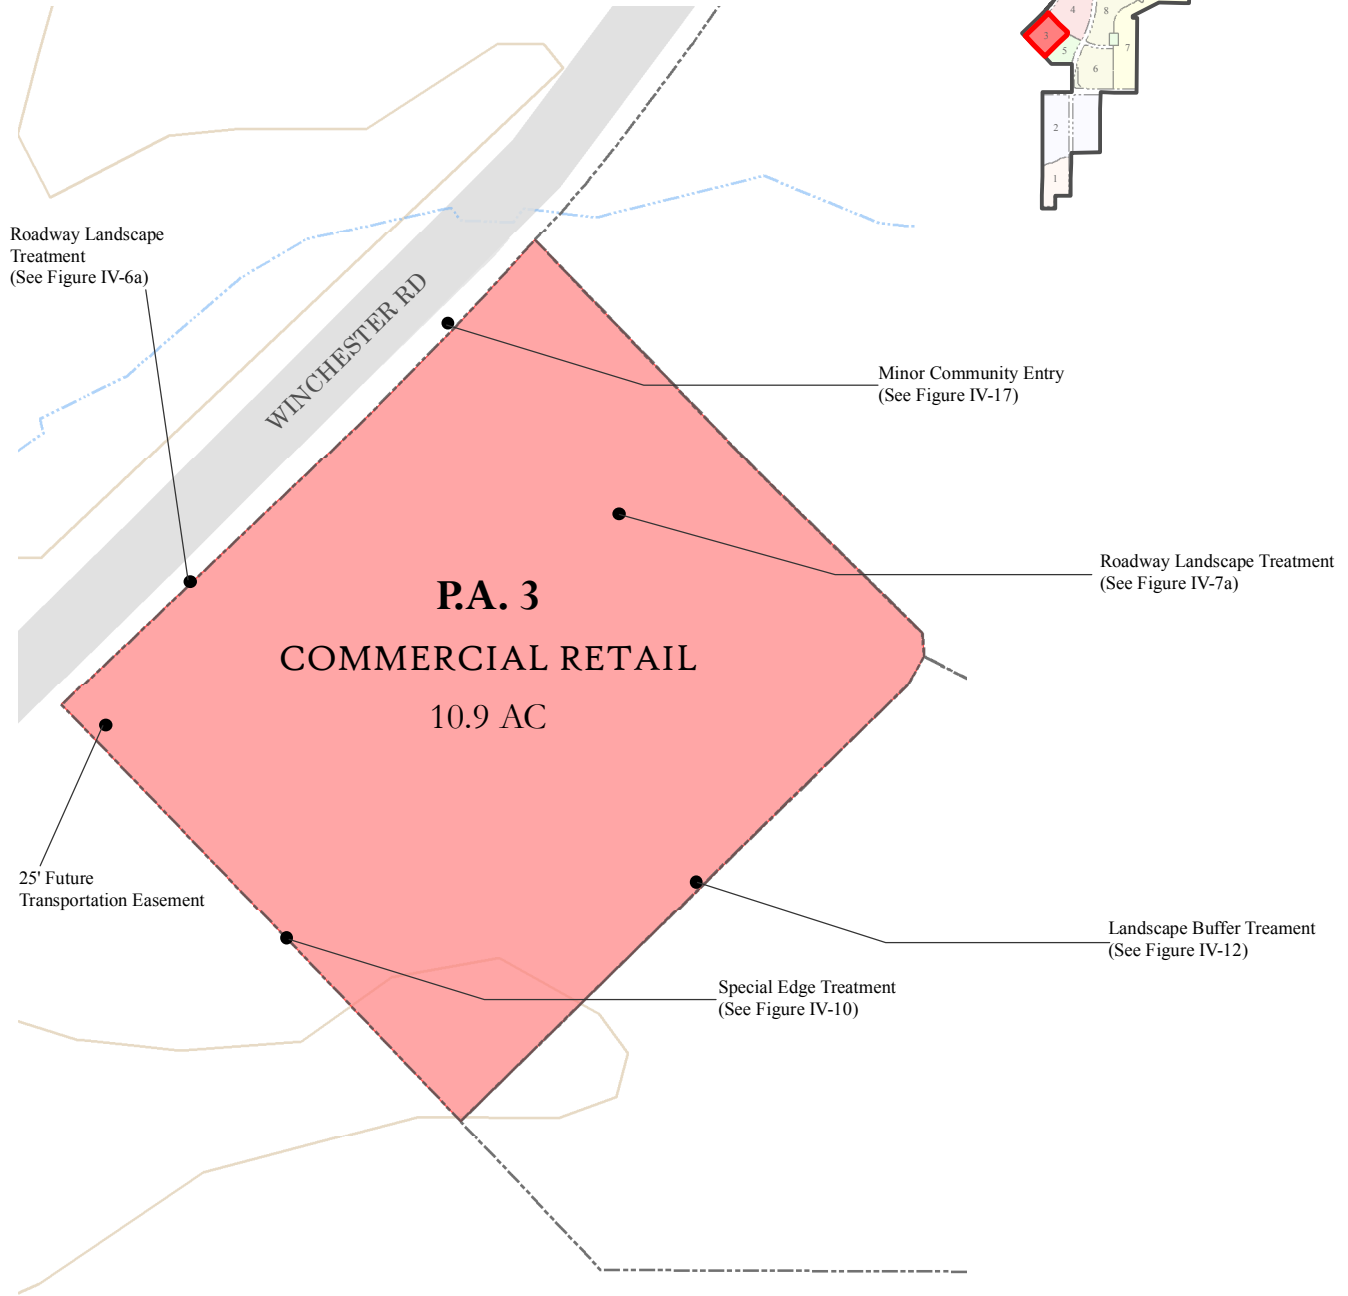 4
8
3
5
7
6
2
1
Roadway Landscape
Treatment
(See Figure IV-6a)
WINCHESTER RD
Minor Community Entry
(See Figure IV-17)
Roadway Landscape Treatment
(See Figure IV-7a)
P.A. 3
COMMERCIAL RETAIL
10.9 AC
25' Future
Transportation Easement
Landscape Buffer Treament
(See Figure IV-12)
Special Edge Treatment
(See Figure IV-10)